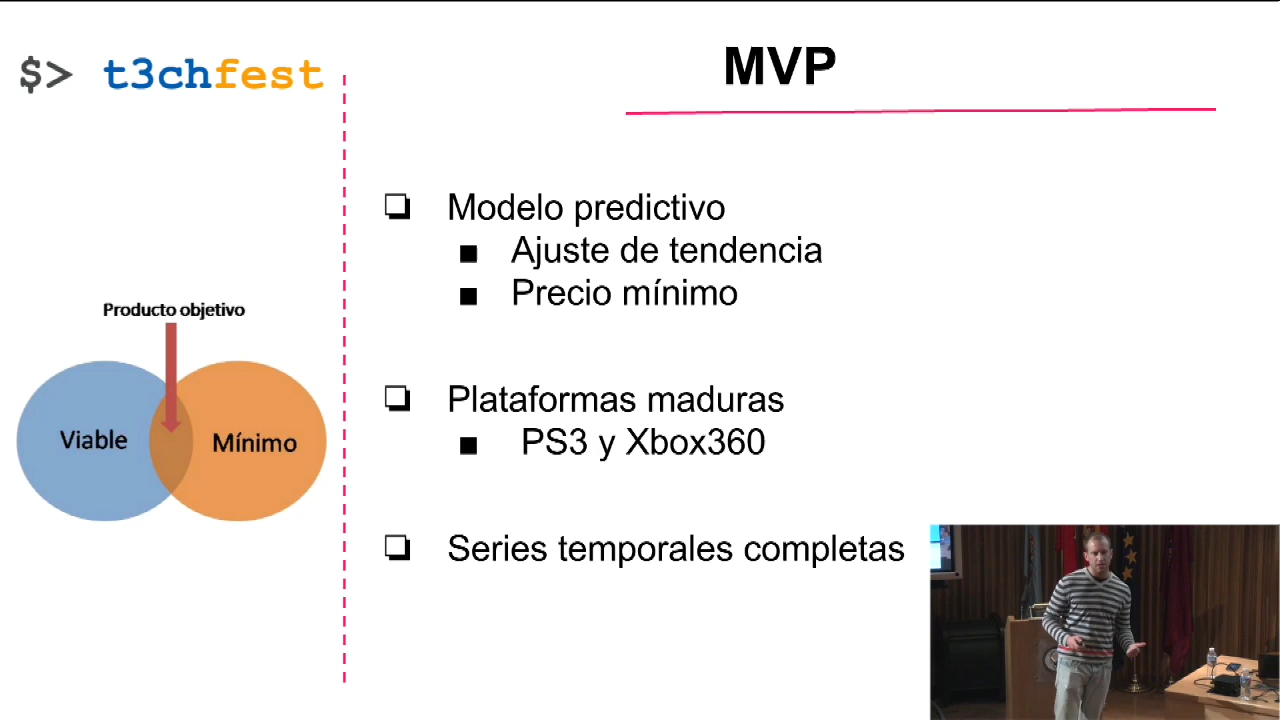 $> t3chfest
MVP
Modelo predictivo
Ajuste de tendencia
Precio mínimo
Producto objetivo
Viable
Mínimo
Plataformas maduras
PS3 y Xbox360
Series temporales completas